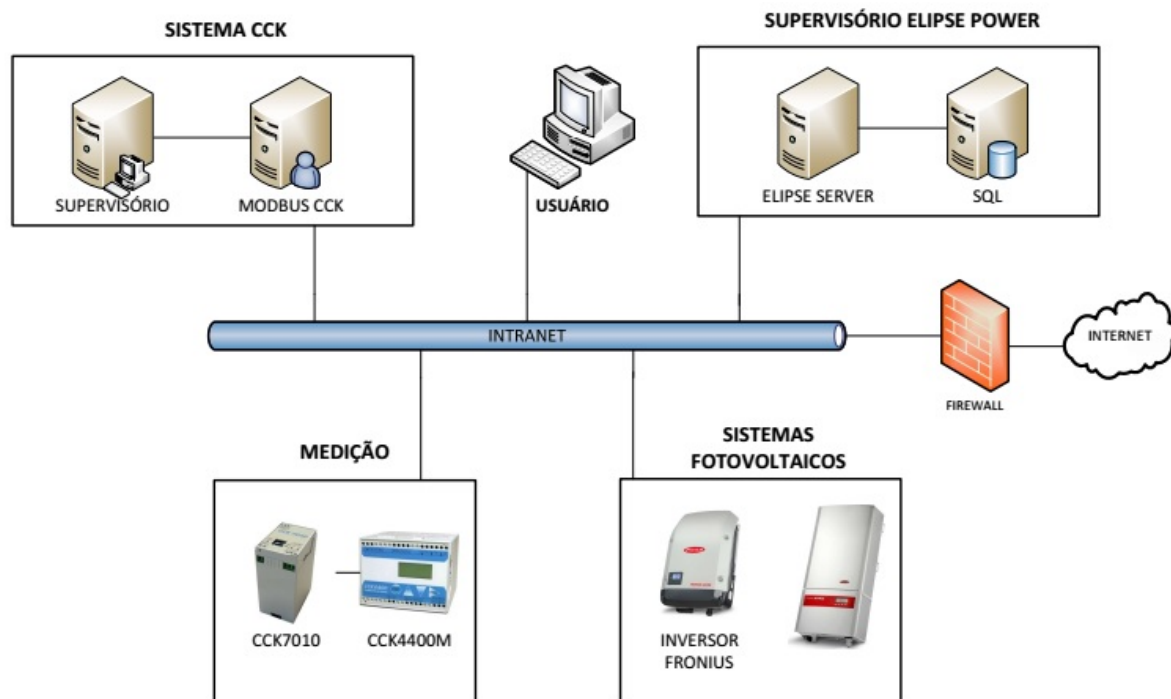 SISTEMA CCK
SUPERVISÓRIO ELIPSE POWER
SUPERVISÓRIO
MODBUS CCK
USUÁRIO
ELIPSE SERVER
SQL
INTRANET
INTERNET
FIREWALL
MEDIÇÃO
SISTEMAS
FOTOVOLTAICOS
CCK7010
CCK4400M
INVERSOR
FRONIUS